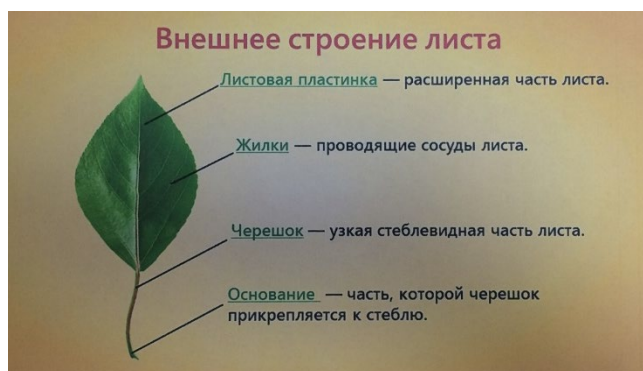 Внешнее строение листа
Листовая пластинка — расширенная часть листа.
Жилки — проводящие сосуды листа.
Черешок — узкая стеблевидная часть листа.
Основание — часть, которой черешок
прикрепляется к стеблю.